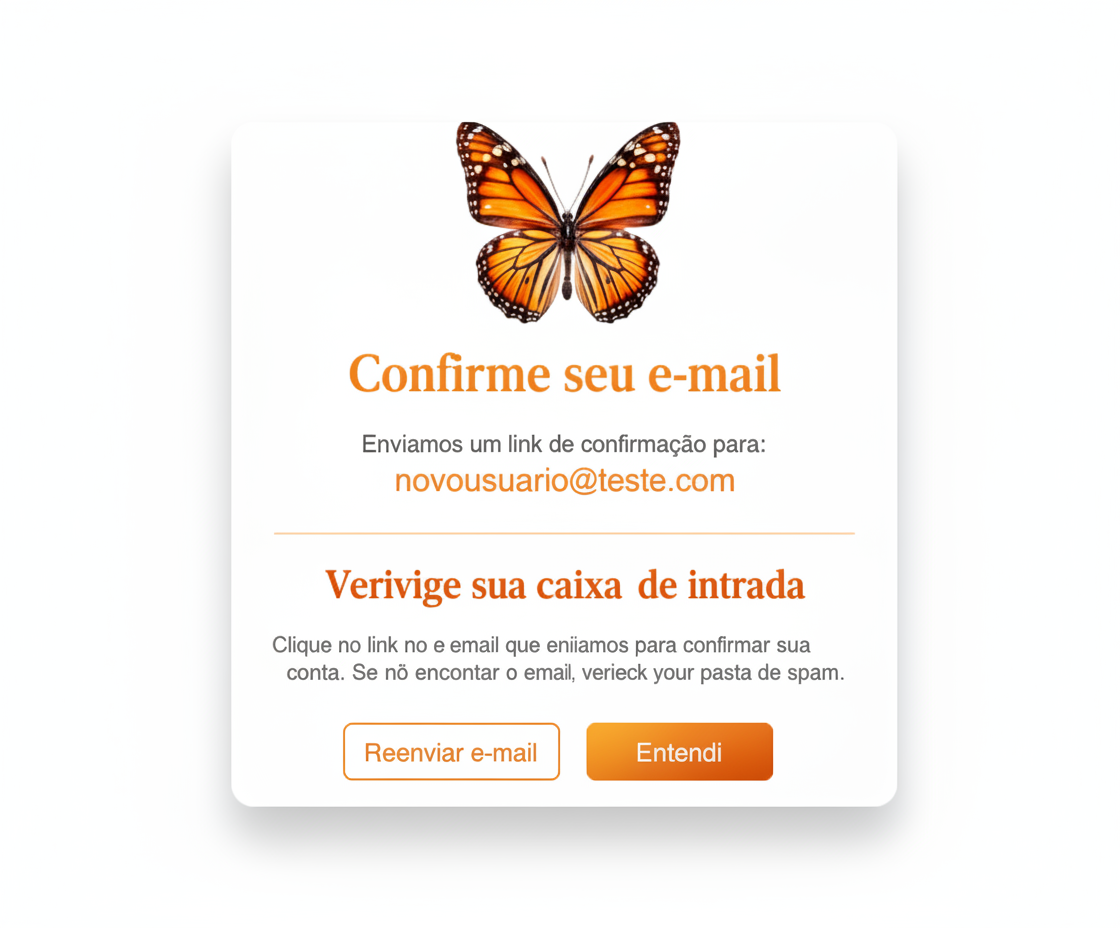 Confirme seu e-mail
Enviamos um link de confirmação para:
novousuario@teste.com
Verivige sua caixa de intrada
Clique no link no e email que eniiamos para confirmar sua
conta. Se nö encontar o email, verieck your pasta de spam.
Reenviar e-mail
Entendi